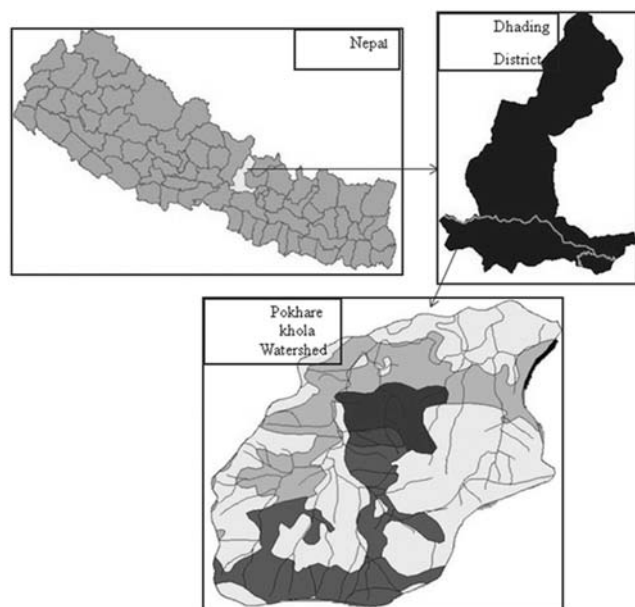 Nepal
Dhading
District
Pokhare
khola
Watershed